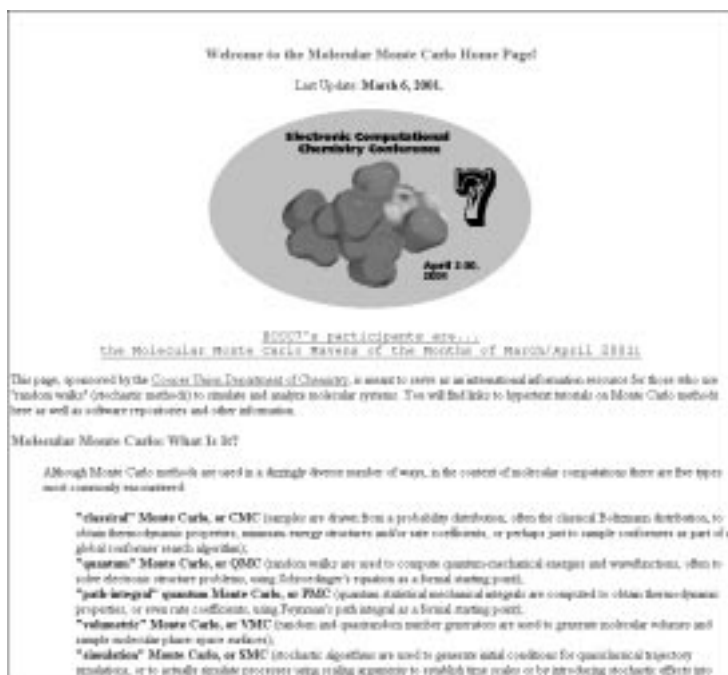 Welcome to the Molecular Monte Carlo Home Page!
Last Update: March 6, 2001.
Electronic Computational
Chemistry Conference
7
April 2-30,
2001
ECCC7's participants are...
the Molecular Monte Carlo Mavens of the Months of March/April 2001!
This page, sponsored by the Cooper Union Department of Chemistry, is meant to serve as an international information resource for those who use
"random walks" (stochastic methods) to simulate and analyze molecular systems. You will find links to hypertext tutorials on Monte Carlo methods
here as well as software repositories and other information.
Molecular Monte Carlo: What Is It?
Although Monte Carlo methods are used in a dizzingly diverse number of ways, in the context of molecular computations there are five types
most commonly encountered:
"classical" Monte Carlo, or CMC (samples are drawn from a probability distribution, often the classical Boltzmann distribution, to
obtain thermodynamic properties, minimum energy structures and/or rate coefficients, or perhaps just to sample conformers as part of a
global conformer search algorithm);
"quantum" Monte Carlo, or QMC (random walks are used to compute quantum-mechanical energies and wavefunctions, often to
solve electronic structure problems, using Schroedinger's equation as a formal starting point);
"path-integral" quantum Monte Carlo, or PMC (quantum statistical mechanical integrals are computed to obtain thermodynamic
properties, or even rate coefficients, using Feynman's path integral as a formal starting point);
"volumetric" Monte Carlo, or VMC (random and quasirandom number generators are used to generate molecular volumes and
sample molecular phase-space surfaces);
"simulation" Monte Carlo, or SMC (stochastic algorithms are used to generate initial conditions for quasiclassical trajectory
simulations, or to actually simulate processes using scaling arguments to establish time scales or by introducing stochastic effects into